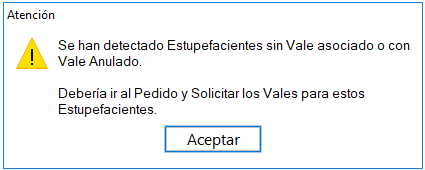 Atención
Se han detectado Estupefacientes sin Vale asociado o con
Vale Anulado.
Debería ir al Pedido y Solicitar los Vales para estos
Estupefacientes.
Aceptar